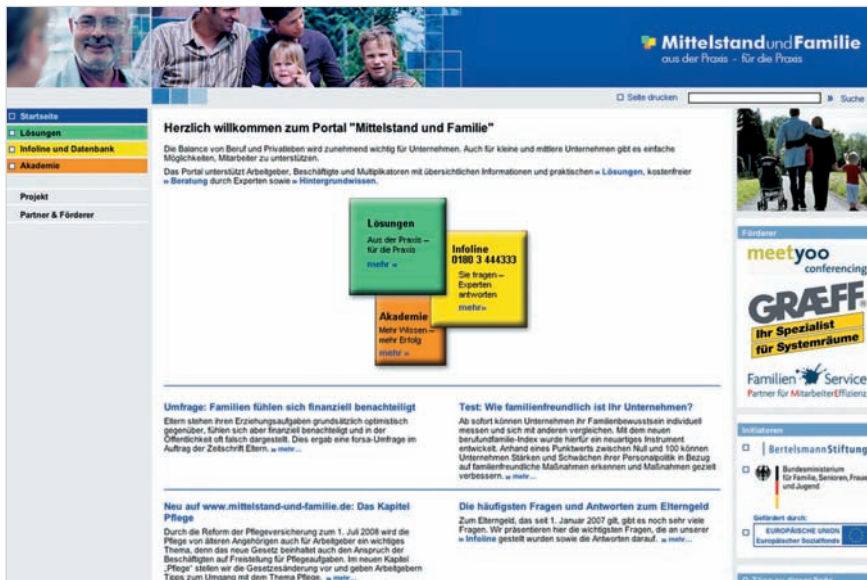 MittelstandundFamilie
aus der Praxis – für die Praxis
Seite drucken
» Suche
Startseite
Lösungen
Infoline und Datenbank
Akademie
Projekt
Partner & Förderer
Herzlich willkommen zum Portal "Mittelstand und Familie"
Die Balance von Beruf und Privatleben wird zunehmend wichtig für Unternehmen. Auch für kleine und mittlere Unternehmen gibt es einfache
Möglichkeiten, Mitarbeiter zu unterstützen.
Das Portal unterstützt Arbeitgeber, Beschäftigte und Multiplikatoren mit übersichtlichen Informationen und praktischen » Lösungen, kostenfreier
» Beratung durch Experten sowie » Hintergrundwissen.
Lösungen
Aus der Praxis –
für die Praxis
mehr »
Infoline
0180 3 444333
Sie fragen –
Experten
antworten
mehr»
Akademie
Mehr Wissen –
mehr Erfolg
mehr »
Umfrage: Familien fühlen sich finanziell benachteiligt
Eltern stehen ihren Erziehungsaufgaben grundsätzlich optimistisch
gegenüber, fühlen sich aber finanziell benachteiligt und in der
Öffentlichkeit oft falsch dargestellt. Dies ergab eine forsa-Umfrage im
Auftrag der Zeitschrift Eltern. » mehr...
Test: Wie familienfreundlich ist Ihr Unternehmen?
Ab sofort können Unternehmen ihr Familienbewusstsein individuell
messen und sich mit anderen vergleichen. Mit dem neuen
berufundfamilie-Index wurde hierfür ein neuartiges Instrument
entwickelt. Anhand eines Punktwerts zwischen Null und 100 können
Unternehmen Stärken und Schwächen ihrer Personalpolitik in Bezug
auf familienfreundliche Maßnahmen erkennen und Maßnahmen gezielt
verbessern. » mehr...
Neu auf www.mittelstand-und-familie.de: Das Kapitel
Pflege
Durch die Reform der Pflegeversicherung zum 1. Juli 2008 wird die
Pflege von älteren Angehörigen auch für Arbeitgeber ein wichtiges
Thema, denn das neue Gesetz beinhaltet auch den Anspruch der
Beschäftigten auf Freistellung für Pflegeaufgaben. Im neuen Kapitel
„Pflege" stellen wir die Gesetzesänderung vor und geben Arbeitgebern
Tipps zum Umgang mit dem Thema Pflege. » mehr...
Die häufigsten Fragen und Antworten zum Elterngeld
Zum Elterngeld, das seit 1. Januar 2007 gilt, gibt es noch sehr viele
Fragen. Wir präsentieren hier die wichtigsten Fragen, die an unserer
» Infoline gestellt wurden sowie die Antworten darauf. » mehr...
Förderer
meetyoo
conferencing
GRÆFF®
Ihr Spezialist
für Systemräume
Familien Service
Partner für MitarbeiterEffizienz
Initiatoren
BertelsmannStiftung
Bundesministerium
für Familie, Senioren, Frauen
und Jugend
Gefördert durch:
EUROPÄISCHE UNION
Europäischer Sozialfonds